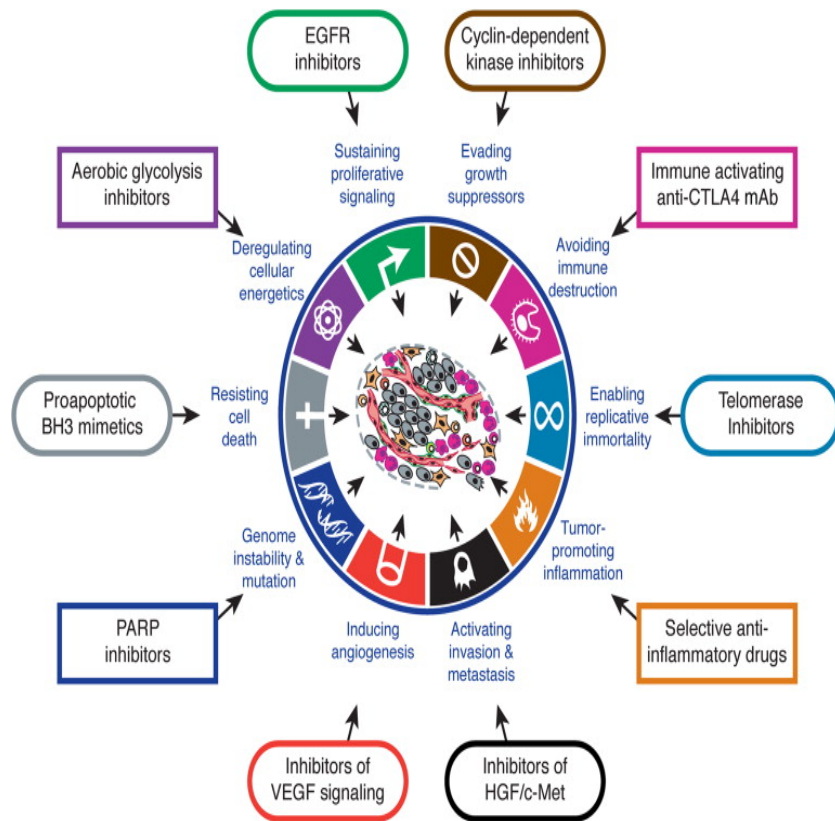 EGFR
inhibitors
Cyclin-dependent
kinase inhibitors
Sustaining
proliferative
signaling
Evading
growth
suppressors
Aerobic glycolysis
inhibitors
Immune activating
anti-CTLA4 mAb
Deregulating
cellular
energetics
Avoiding
immune
destruction
Proapoptotic
BH3 mimetics
Resisting
cell
death
Enabling
replicative
immortality
Telomerase
Inhibitors
Genome
instability &
mutation
Tumor-
promoting
inflammation
PARP
inhibitors
Inducing
angiogenesis
Activating
invasion &
metastasis
Selective anti-
inflammatory drugs
Inhibitors of
VEGF signaling
Inhibitors of
HGF/c-Met